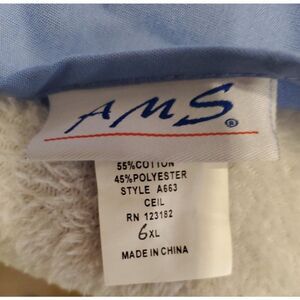 AMS®
55%COTTON
45%POLYESTER
STYLE A663
CEIL
RN 123182
6XL
MADE IN CHINA